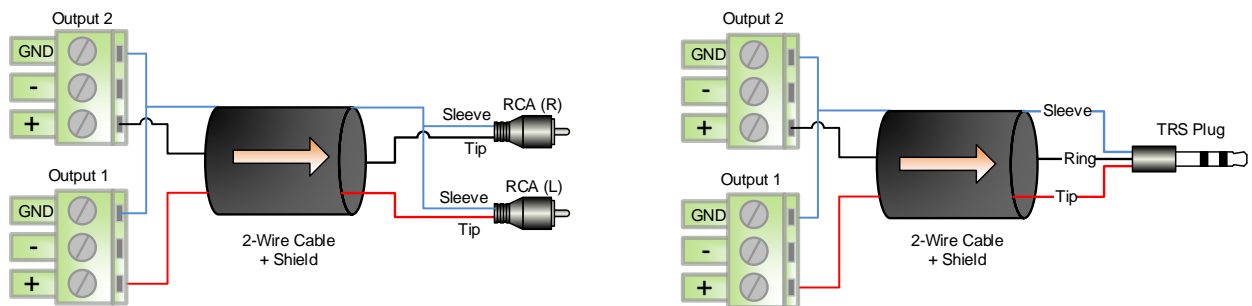 Output 2
GND
-
+
Output 1
GND
-
+
2-Wire Cable
+ Shield
Sleeve
RCA (R)
Tip
Sleeve
RCA (L)
Tip
Output 2
GND
-
+
Output 1
GND
-
+
2-Wire Cable
+ Shield
Sleeve
TRS Plug
Ring
Tip